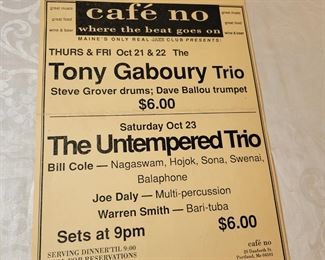 great music
great food
wine & beer
café no
where the beat goes on
great music
great food
wine & beer
MAINE'S ONLY REAL JAZZ CLUB PRESENTS:
THURS & FRI Oct 21 & 22 The
Tony Gaboury Trio
Steve Grover drums; Dave Ballou trumpet
$6.00
Saturday Oct 23
The Untempered Trio
Bill Cole — Nagaswam, Hojok, Sona, Swenai,
Balaphone
Joe Daly — Multi-percussion
Warren Smith — Bari-tuba
Sets at 9pm
$6.00
SERVING DINNER'TIL 9:00
FOR RESERVATIONS
café no
20 Danforth St.
Portland, Me 04101